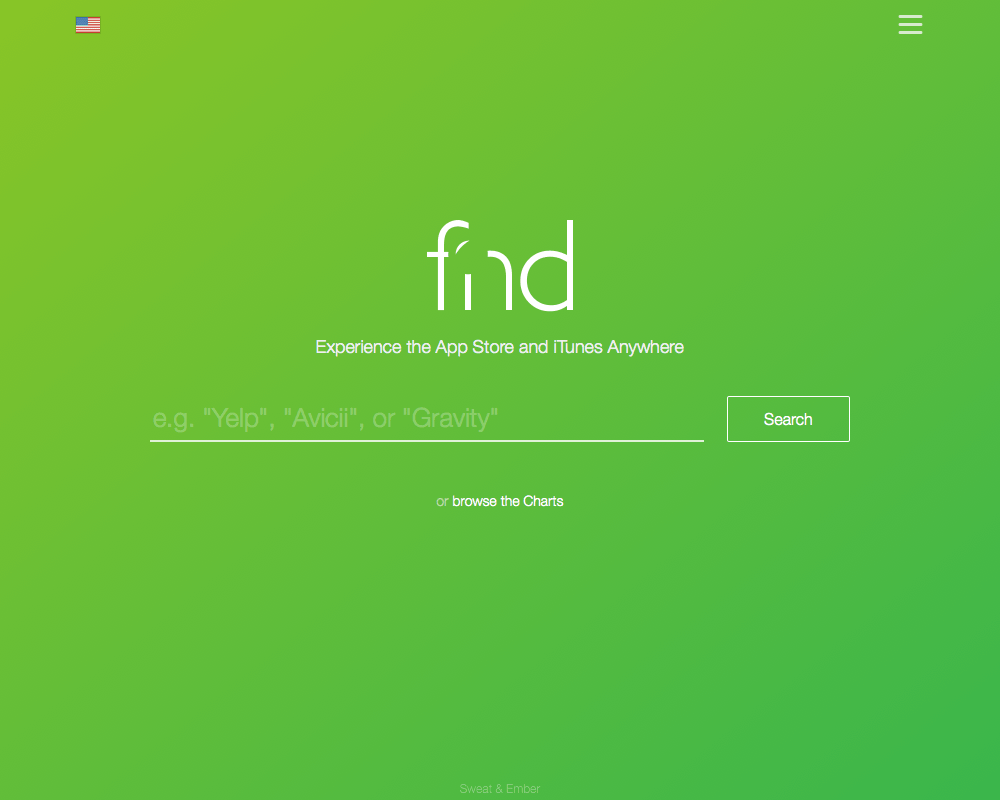 find
Experience the App Store and iTunes Anywhere
e.g. "Yelp", "Avicii", or "Gravity"
Search
or browse the Charts
Sweat & Ember